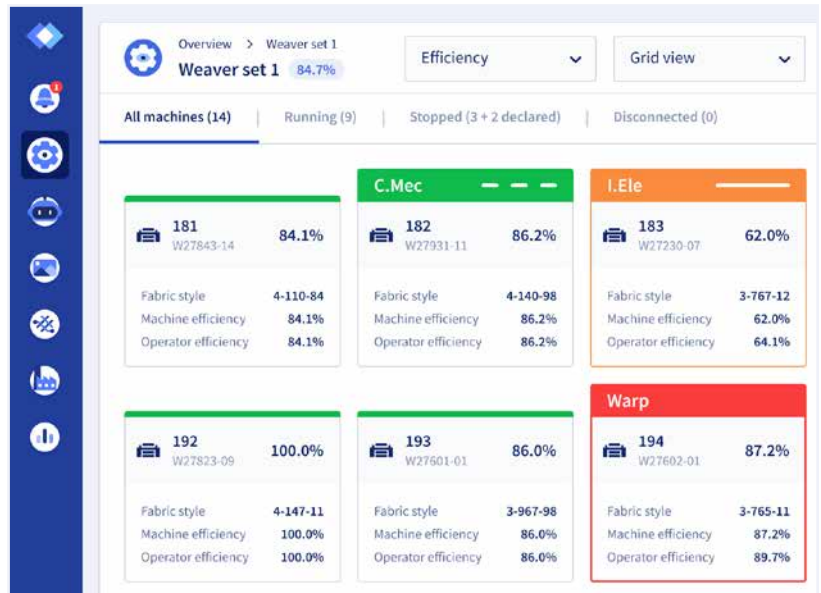 1
Overview > Weaver set 1
Weaver set 1 84.7%
Efficiency
Grid view
All machines (14) | Running (9) | Stopped (3 + 2 declared) | Disconnected (0)
181
W27843-14
84.1%
Fabric style 4-110-84
Machine efficiency 84.1%
Operator efficiency 84.1%
C.Mec
182
W27931-11
86.2%
Fabric style 4-140-98
Machine efficiency 86.2%
Operator efficiency 86.2%
I.Ele
183
W27230-07
62.0%
Fabric style 3-767-12
Machine efficiency 62.0%
Operator efficiency 64.1%
192
W27823-09
100.0%
Fabric style 4-147-11
Machine efficiency 100.0%
Operator efficiency 100.0%
193
W27601-01
86.0%
Fabric style 3-967-98
Machine efficiency 86.0%
Operator efficiency 86.0%
Warp
194
W27602-01
87.2%
Fabric style 3-765-11
Machine efficiency 87.2%
Operator efficiency 89.7%